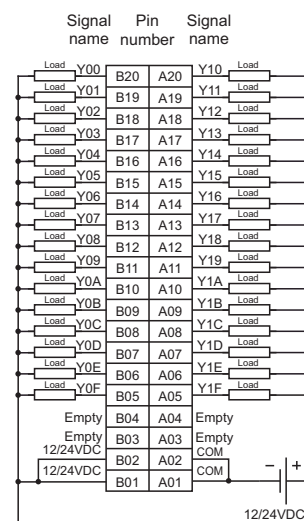 Signal name Pin number Signal name
Load Y00 B20 A20 Y10 Load
Load Y01 B19 A19 Y11 Load
Load Y02 B18 A18 Y12 Load
Load Y03 B17 A17 Y13 Load
Load Y04 B16 A16 Y14 Load
Load Y05 B15 A15 Y15 Load
Load Y06 B14 A14 Y16 Load
Load Y07 B13 A13 Y17 Load
Load Y08 B12 A12 Y18 Load
Load Y09 B11 A11 Y19 Load
Load Y0A B10 A10 Y1A Load
Load Y0B B09 A09 Y1B Load
Load Y0C B08 A08 Y1C Load
Load Y0D B07 A07 Y1D Load
Load Y0E B06 A06 Y1E Load
Load Y0F B05 A05 Y1F Load
Empty B04 A04 Empty
Empty B03 A03 Empty
12/24VDC B02 A02 COM
12/24VDC B01 A01 COM
- +
12/24VDC